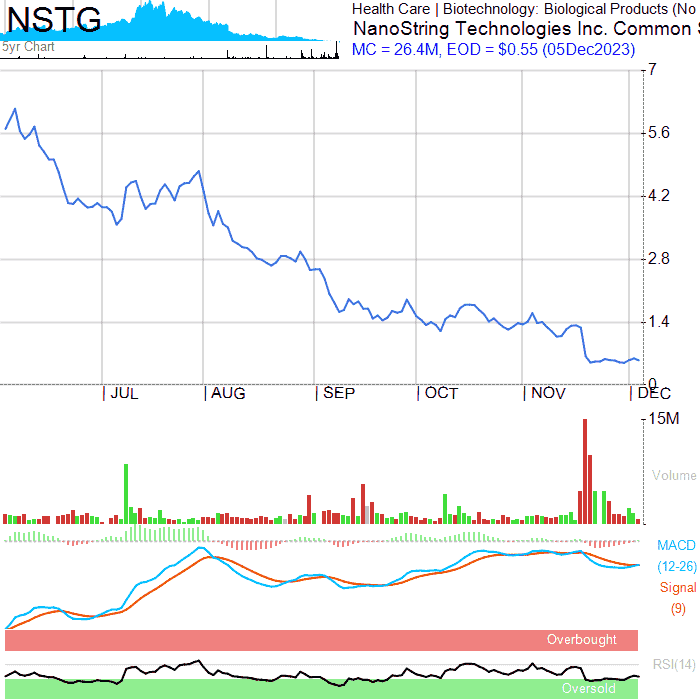 NSTG
Health Care | Biotechnology: Biological Products (No
NanoString Technologies Inc. Common S
MC = 26.4M, EOD = $0.55 (05Dec2023)
5yr Chart
7
5.6
4.2
2.8
1.4
0
JUL AUG SEP OCT NOV DEC
15M
Volume
MACD
(12-26)
Signal
(9)
Overbought
RSI(14)
Oversold